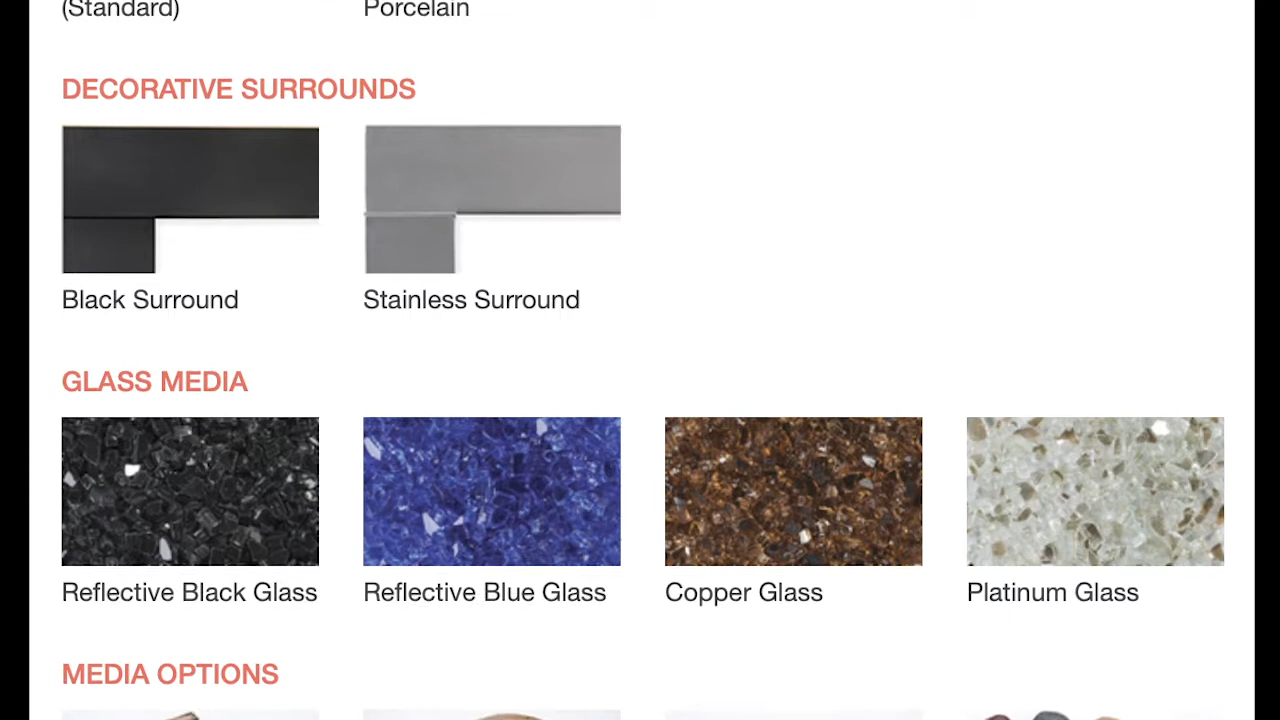 (Standard) Porcelain
DECORATIVE SURROUNDS
Black Surround Stainless Surround
GLASS MEDIA
Reflective Black Glass Reflective Blue Glass Copper Glass Platinum Glass
MEDIA OPTIONS